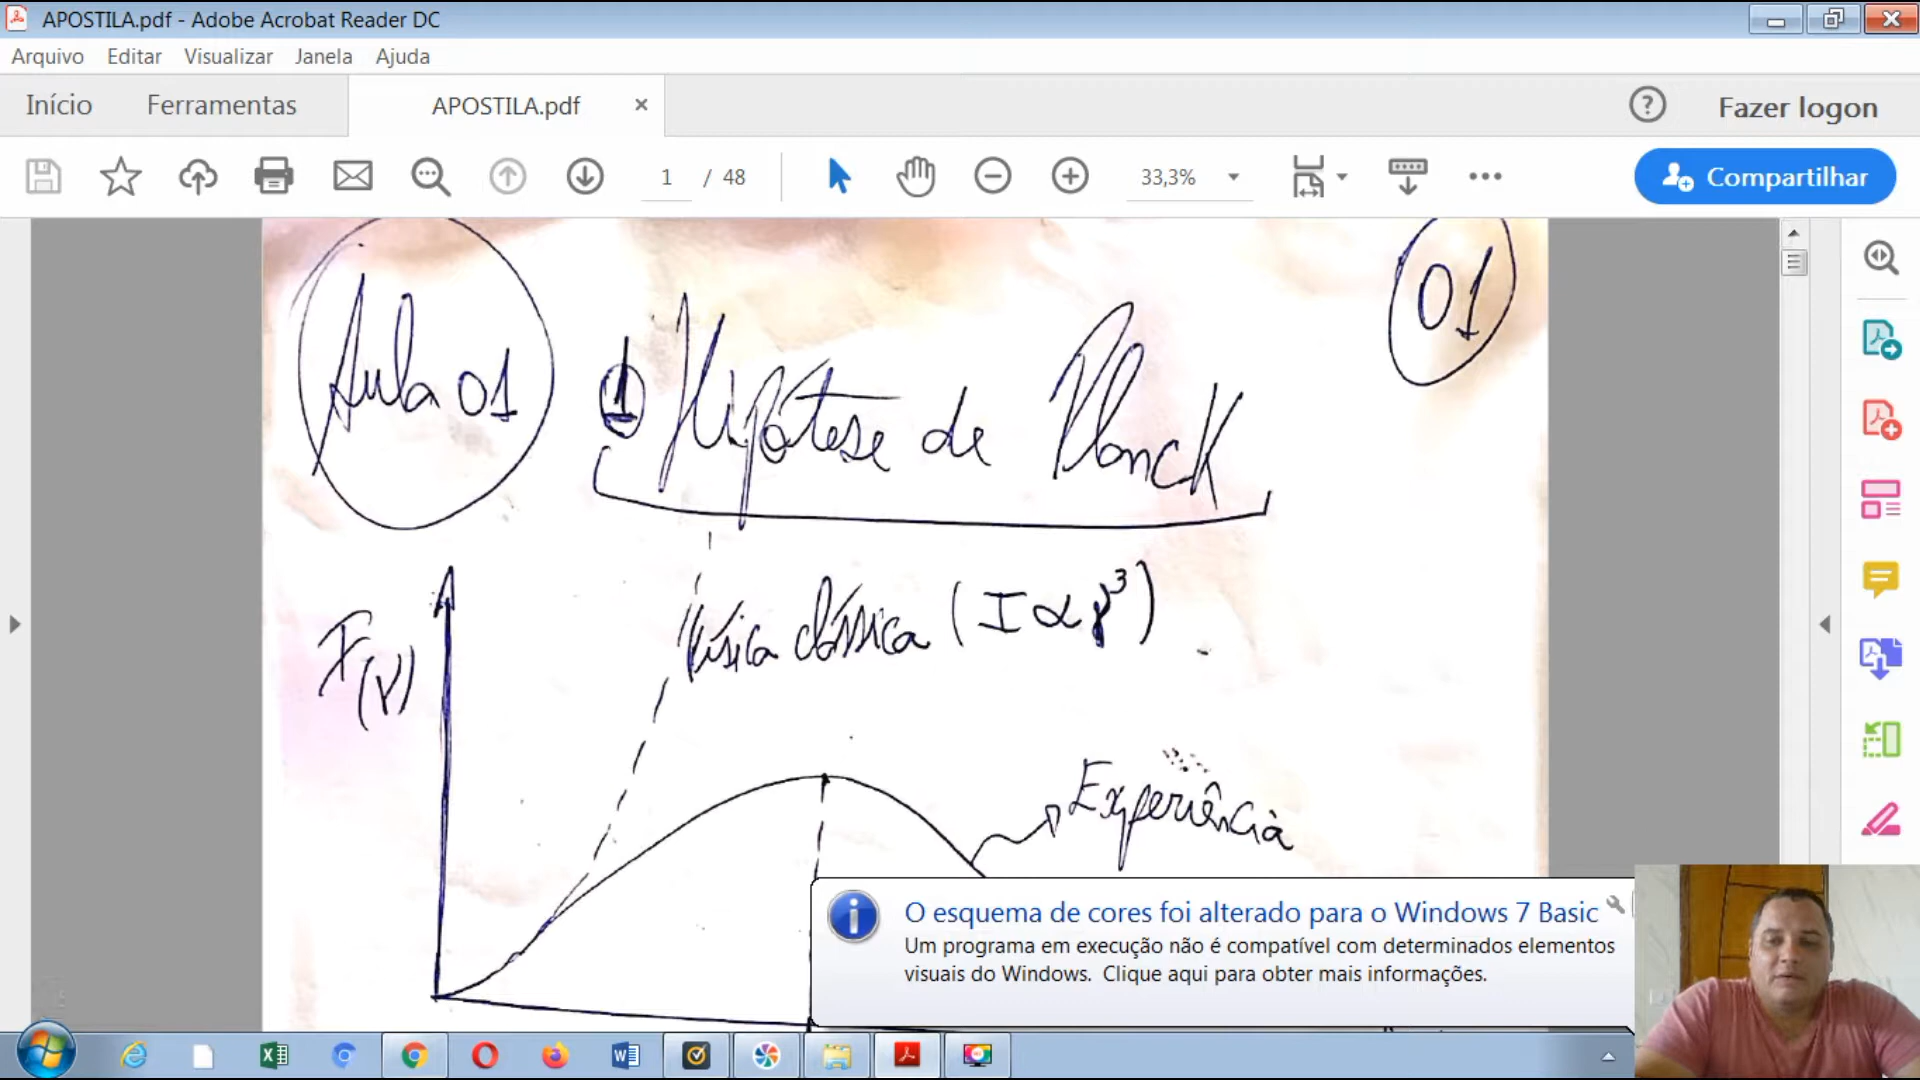 APOSTILA.pdf - Adobe Acrobat Reader DC
Arquivo Editar Visualizar Janela Ajuda
Início Ferramentas APOSTILA.pdf × ? Fazer logon
1 / 48 33,3% Compartilhar
Aula 01
1 Hipótese de Planck
01
Física clássica (I ∝ γ³)
I(γ)
Experiência
O esquema de cores foi alterado para o Windows 7 Basic
Um programa em execução não é compatível com determinados elementos
visuais do Windows. Clique aqui para obter mais informações.